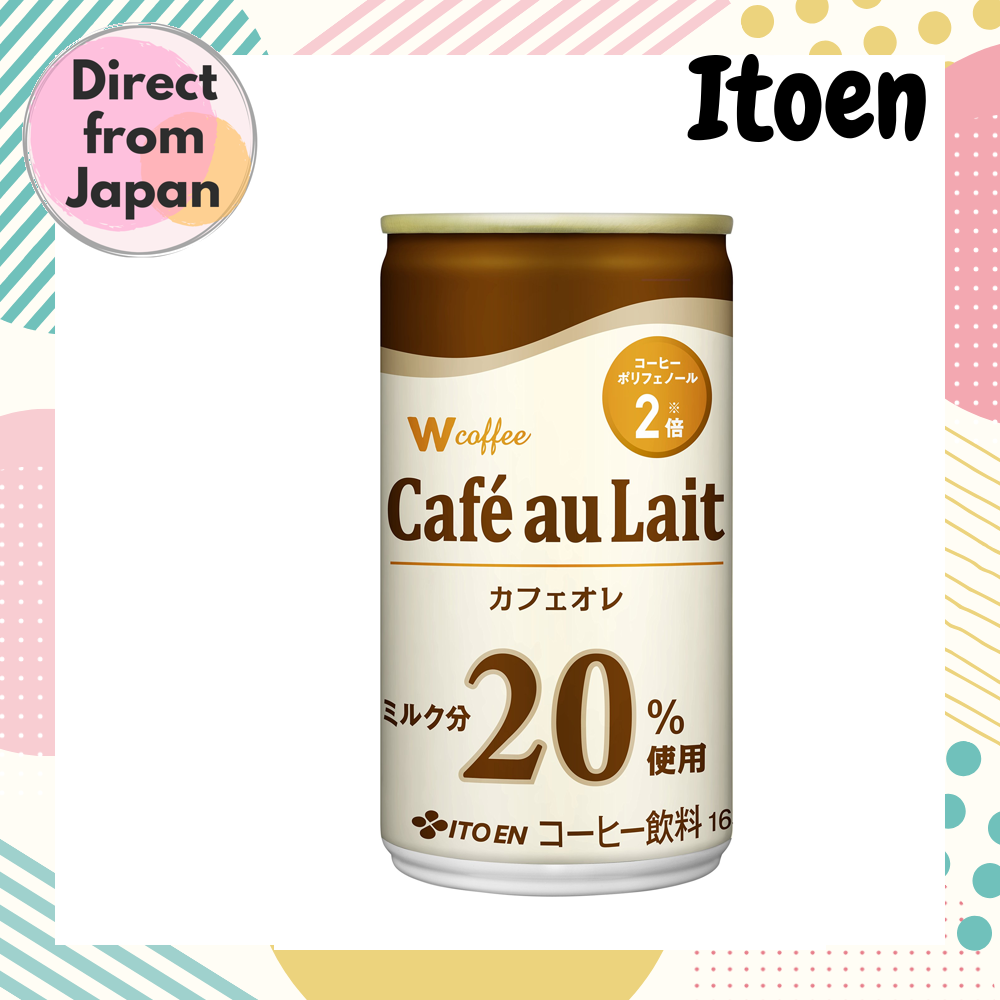 Direct
from
Japan
Itoen
コーヒー
ポリフェノール
2※倍
W coffee
Café au Lait
カフェオレ
ミルク分20%使用
ITO EN コーヒー飲料